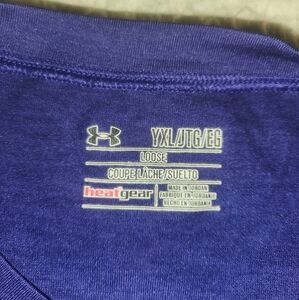 YXL/JTG/EG
LOOSE
COUPE LÂCHE/SUELTO
heatgear
MADE IN JORDAN
FABRIQUÉ EN JORDANIE
HECHO EN JORDANIA